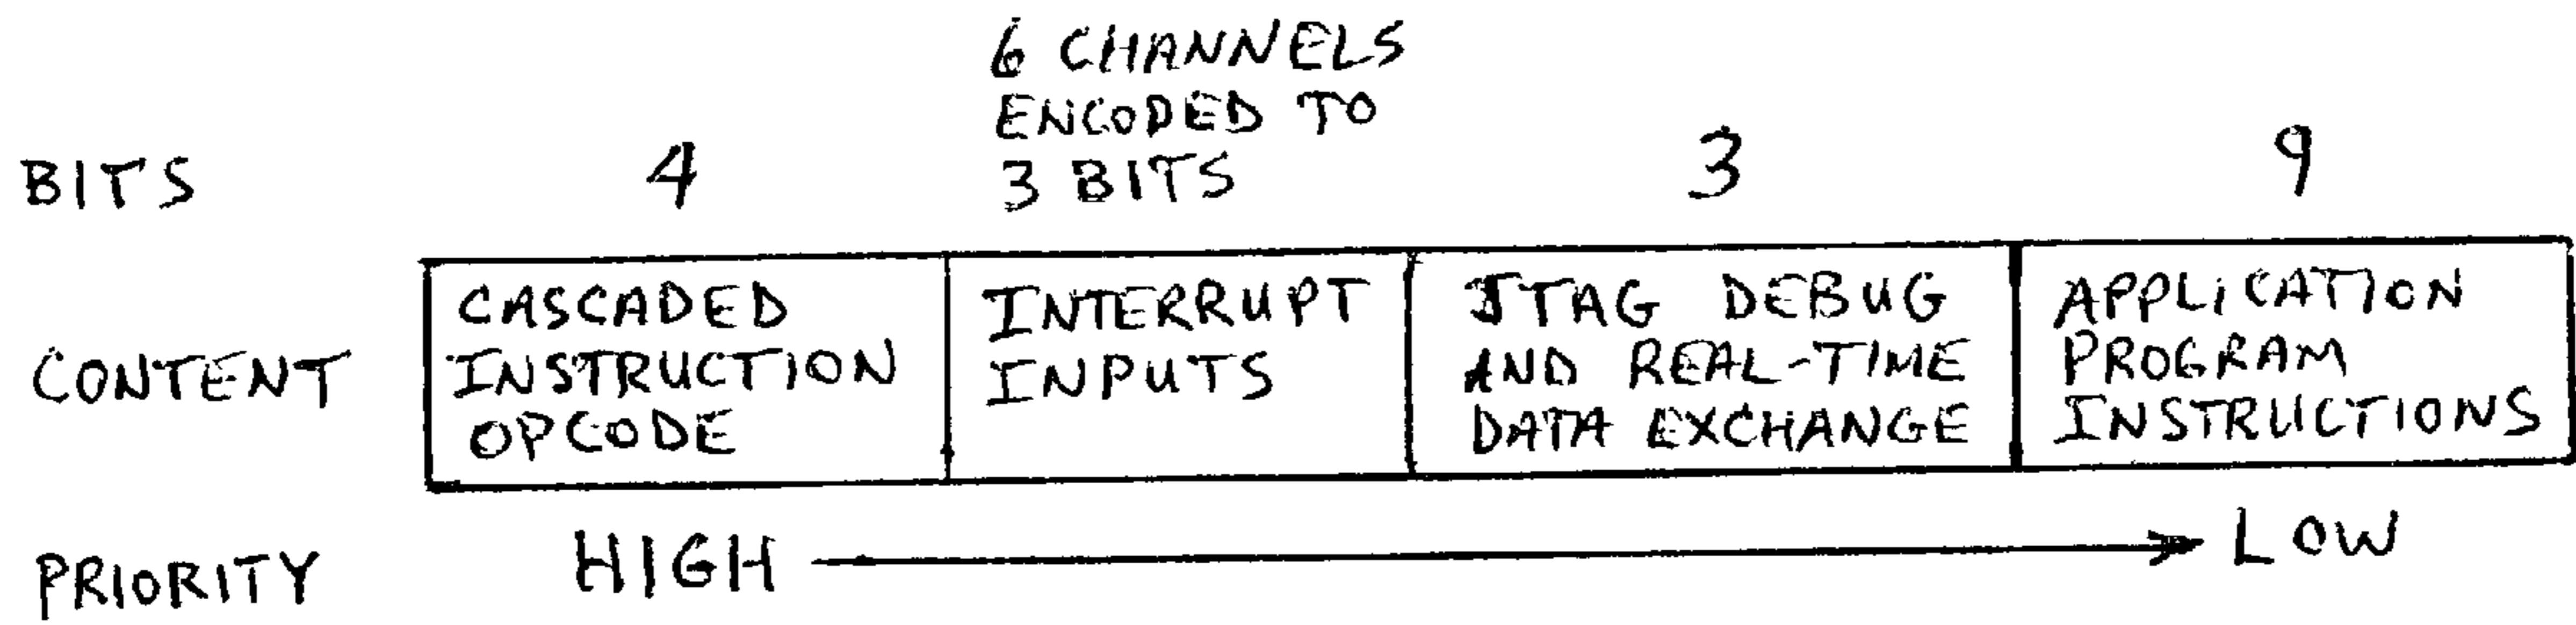 6 CHANNELS
ENCODED TO
3 BITS
BITS 4 3 9
CASCADED
INSTRUCTION
OPCODE
INTERRUPT
INPUTS
JTAG DEBUG
AND REAL-TIME
DATA EXCHANGE
APPLICATION
PROGRAM
INSTRUCTIONS
CONTENT
PRIORITY HIGH LOW